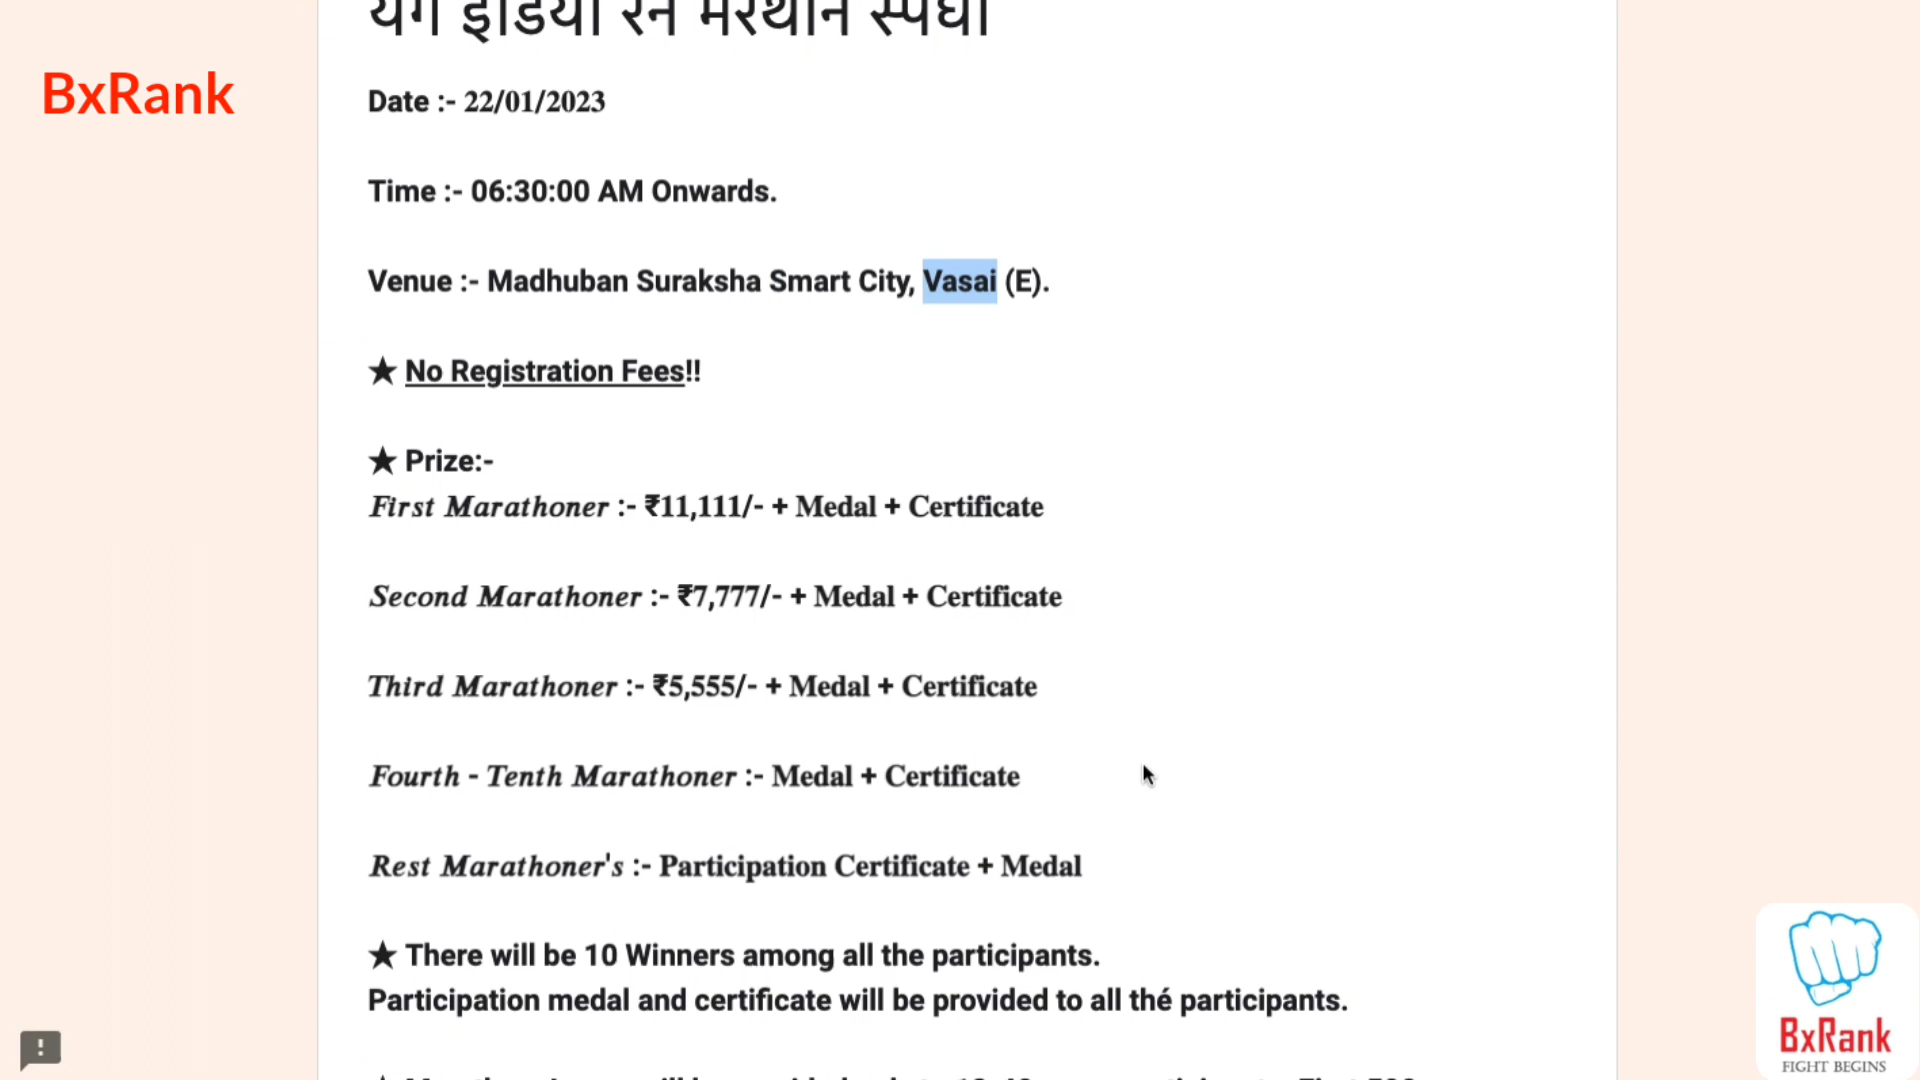 BxRank
Date :- 22/01/2023
Time :- 06:30:00 AM Onwards.
Venue :- Madhuban Suraksha Smart City, Vasai (E).
★ No Registration Fees!!
★ Prize:-
First Marathoner :- ₹11,111/- + Medal + Certificate
Second Marathoner :- ₹7,777/- + Medal + Certificate
Third Marathoner :- ₹5,555/- + Medal + Certificate
Fourth - Tenth Marathoner :- Medal + Certificate
Rest Marathoner's :- Participation Certificate + Medal
★ There will be 10 Winners among all the participants.
Participation medal and certificate will be provided to all thé participants.
BxRank
FIGHT BEGINS